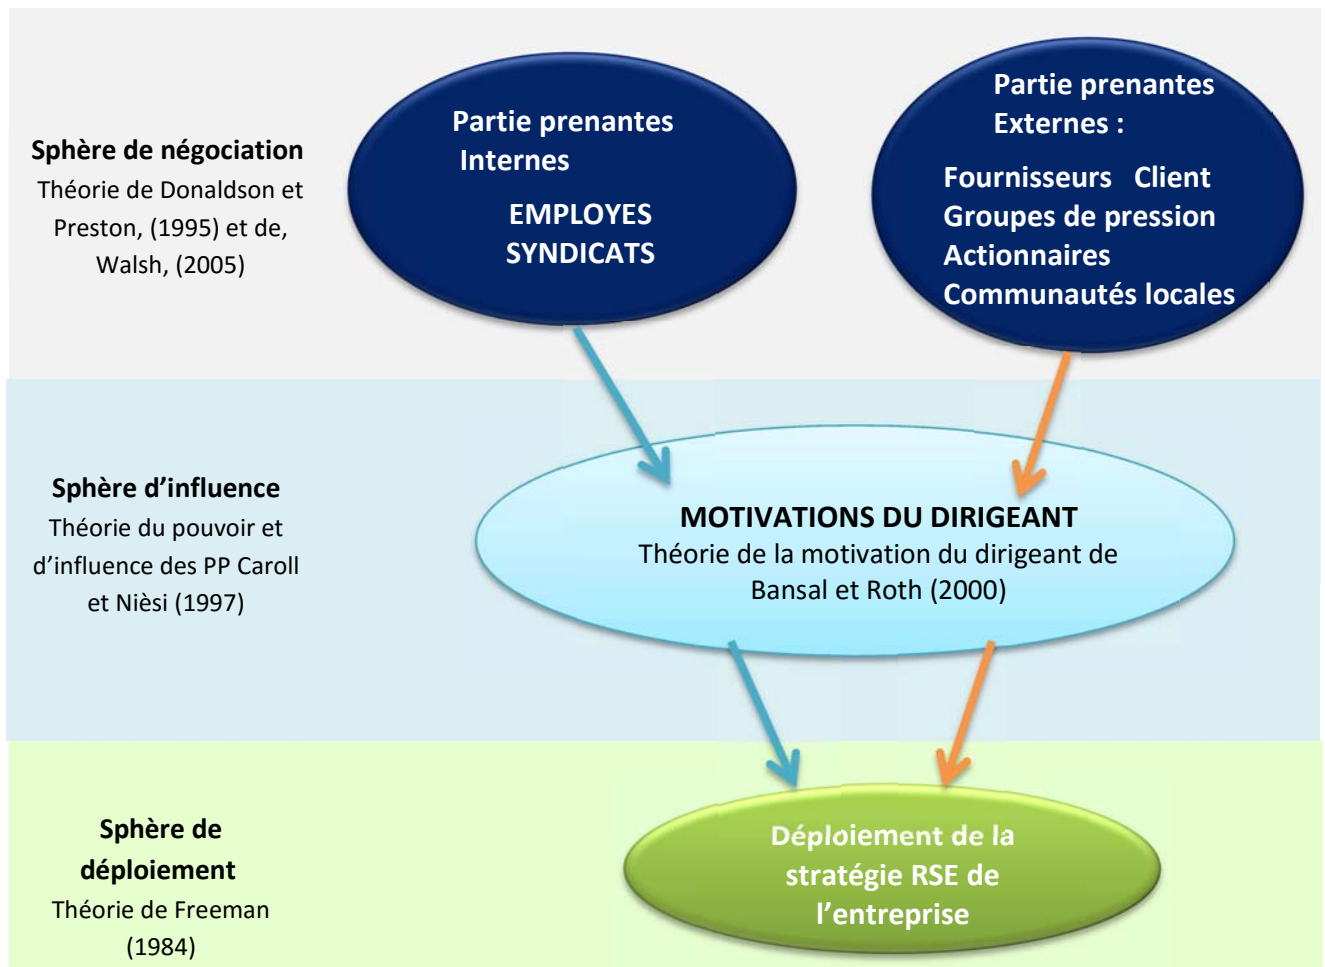 Sphère de négociation
Théorie de Donaldson et
Preston, (1995) et de,
Walsh, (2005)
Partie prenantes
Internes
EMPLOYES
SYNDICATS
Partie prenantes
Externes :
Fournisseurs Client
Groupes de pression
Actionnaires
Communautés locales
Sphère d’influence
Théorie du pouvoir et
d’influence des PP Caroll
et Nièsi (1997)
MOTIVATIONS DU DIRIGEANT
Théorie de la motivation du dirigeant de
Bansal et Roth (2000)
Sphère de
déploiement
Théorie de Freeman
(1984)
Déploiement de la
stratégie RSE de
l’entreprise